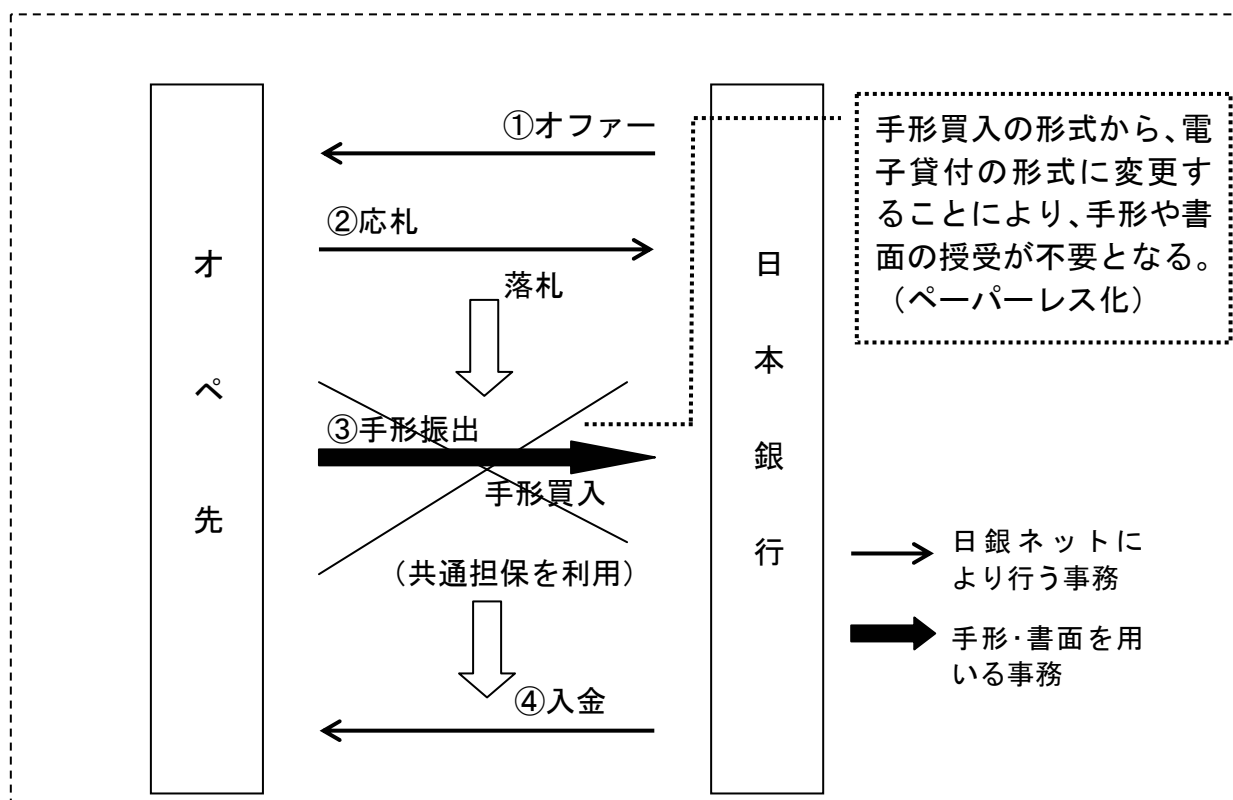 ①オファー
②応札
落札
③手形振出
手形買入
（共通担保を利用）
④入金
オペ先
日本銀行
手形買入の形式から、電
子貸付の形式に変更す
ることにより、手形や書
面の授受が不要となる。
（ペーパーレス化）
日銀ネットに
より行う事務
手形・書面を用
いる事務